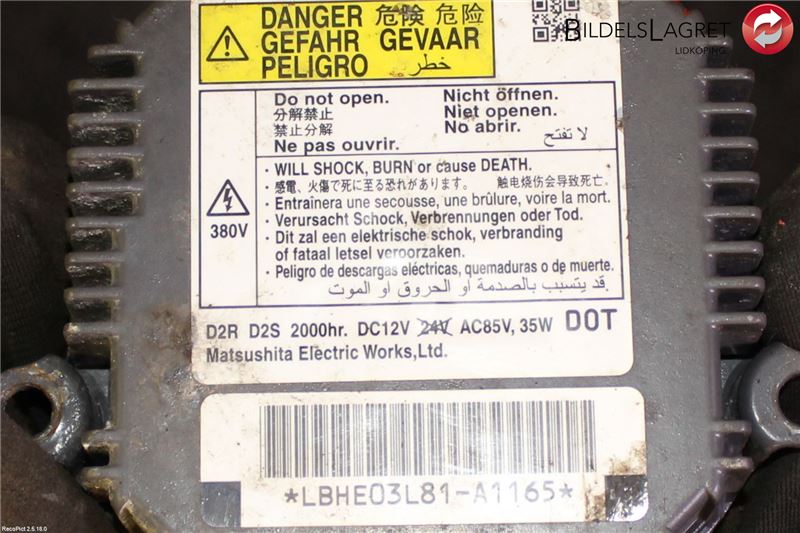 BILDELSLAGRET
LIDKÖPING
DANGER 危険 危险
GEFAHR GEVAAR
PELIGRO خطر
Do not open. Nicht öffnen.
分解禁止 Niet openen.
禁止分解 No abrir.
Ne pas ouvrir. لا تفتح
380V
· WILL SHOCK, BURN or cause DEATH.
· 感電、火傷で死に至る恐れがあります。 触电烧伤会导致死亡.
· Entraînera une secousse, une brûlure, voire la mort.
· Verursacht Schock, Verbrennungen oder Tod.
· Dit zal een elektrische schok, verbranding
of fataal letsel veroorzaken.
· Peligro de descargas eléctricas, quemaduras o de muerte.
قد يتسبب بالصدمة أو الحروق أو الموت.
D2R D2S 2000hr. DC12V 24V AC85V, 35W DOT
Matsushita Electric Works,Ltd.
*LBHE03L81-A1165*
RecoPict 2.6.18.0